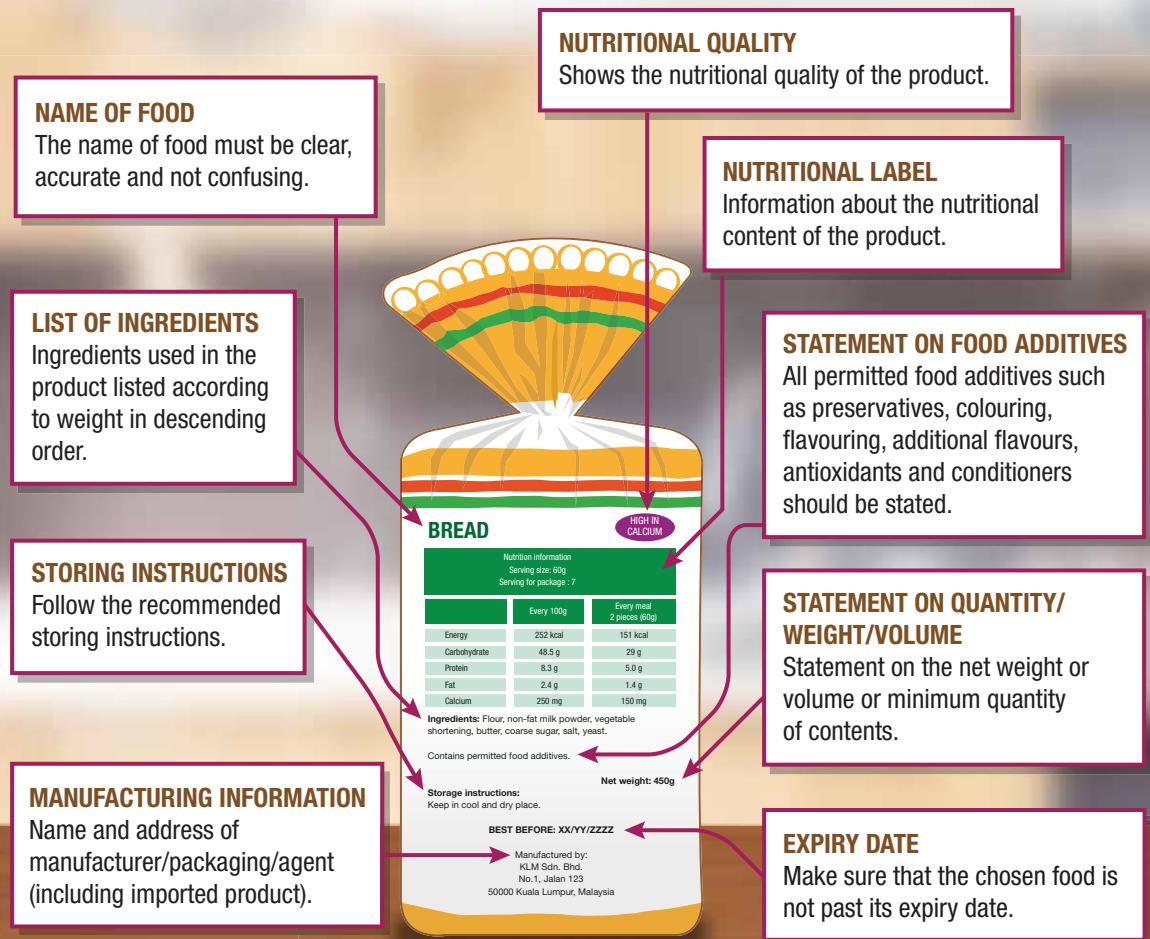 NUTRITIONAL QUALITY
Shows the nutritional quality of the product.
NAME OF FOOD
The name of food must be clear,
accurate and not confusing.
NUTRITIONAL LABEL
Information about the nutritional
content of the product.
LIST OF INGREDIENTS
Ingredients used in the
product listed according
to weight in descending
order.
STATEMENT ON FOOD ADDITIVES
All permitted food additives such
as preservatives, colouring,
flavouring, additional flavours,
antioxidants and conditioners
should be stated.
STORING INSTRUCTIONS
Follow the recommended
storing instructions.
STATEMENT ON QUANTITY/
WEIGHT/VOLUME
Statement on the net weight or
volume or minimum quantity
of contents.
MANUFACTURING INFORMATION
Name and address of
manufacturer/packaging/agent
(including imported product).
EXPIRY DATE
Make sure that the chosen food is
not past its expiry date.
BREAD
HIGH IN
CALCIUM
Nutrition information
Serving size: 60g
Serving for package : 7
Every 100g
Every meal
2 pieces (60g)
Energy 252 kcal 151 kcal
Carbohydrate 48.5 g 29 g
Protein 8.3 g 5.0 g
Fat 2.4 g 1.4 g
Calcium 250 mg 150 mg
Ingredients: Flour, non-fat milk powder, vegetable
shortening, butter, coarse sugar, salt, yeast.
Contains permitted food additives.
Net weight: 450g
Storage instructions:
Keep in cool and dry place.
BEST BEFORE: XX/YY/ZZZZ
Manufactured by:
KLM Sdn. Bhd.
No.1, Jalan 123
50000 Kuala Lumpur, Malaysia